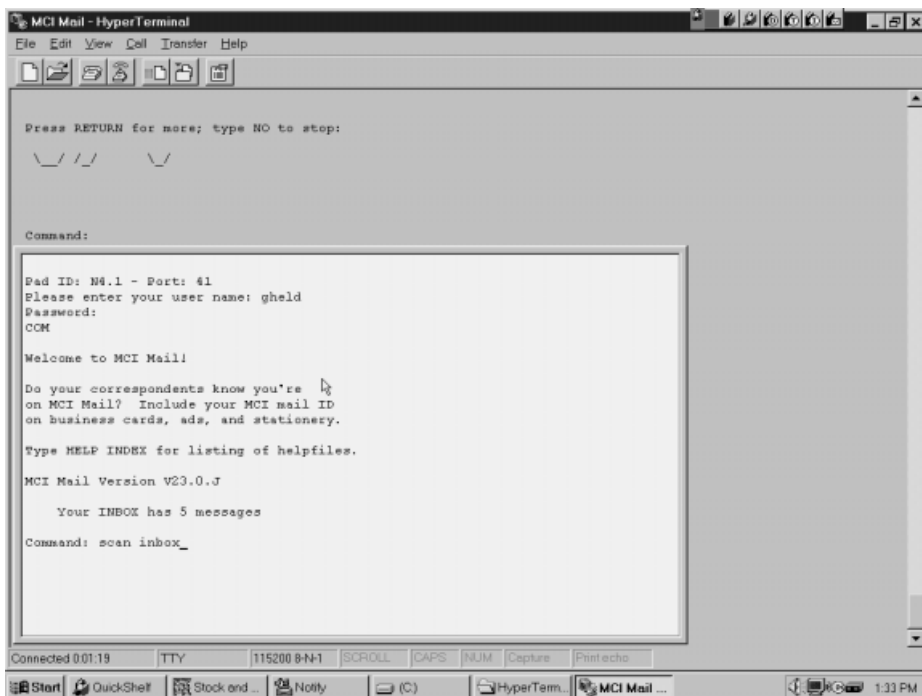 MCI Mail - HyperTerminal
File Edit View Call Transfer Help
Press RETURN for more; type NO to stop:
\__/ /_/ \_/
Command:
Pad ID: N4.1 - Port: 41
Please enter your user name: gheld
Password:
COM
Welcome to MCI Mail!
Do your correspondents know you're
on MCI Mail? Include your MCI mail ID
on business cards, ads, and stationery.
Type HELP INDEX for listing of helpfiles.
MCI Mail Version V23.0.J
Your INBOX has 5 messages
Command: scan inbox_
Connected 0:01:19 TTY 115200 8-N-1 SCROLL CAPS NUM Capture Print echo
Start QuickShelf Stock and ... Notify (C) HyperTerm... MCI Mail ... 1:33 PM